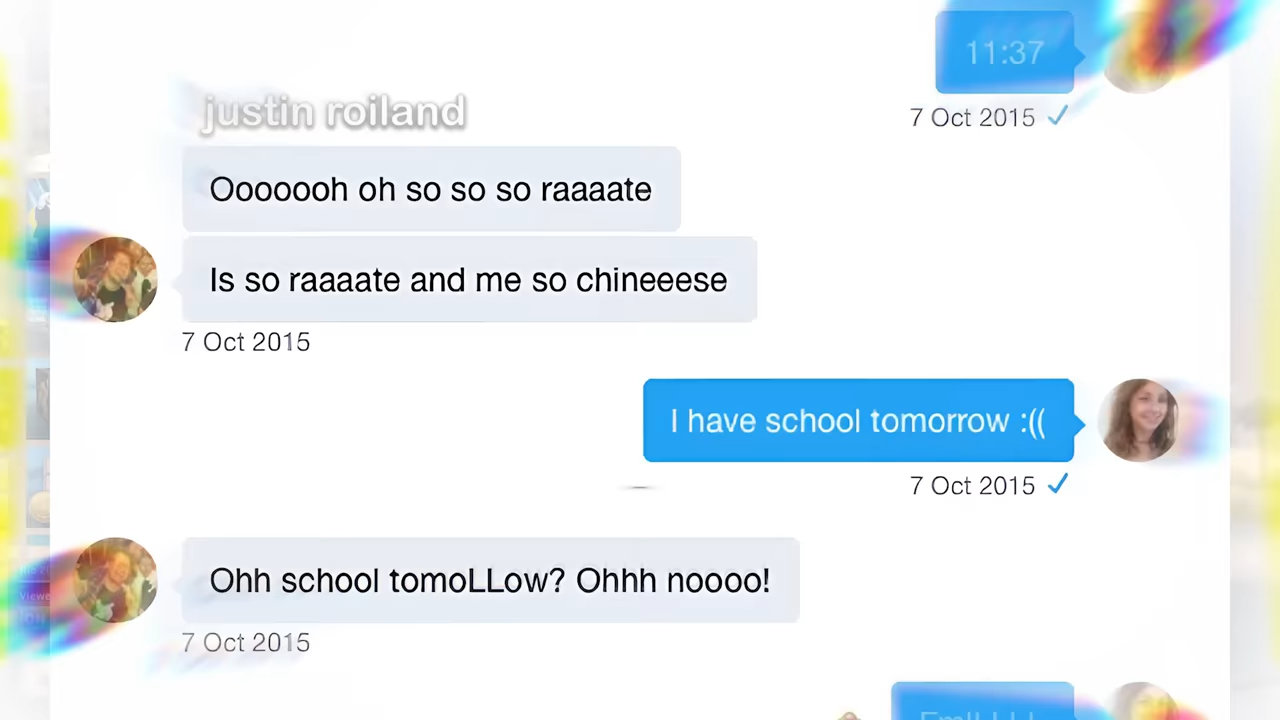 11:37
7 Oct 2015
justin roiland
Ooooooh oh so so so raaaate
Is so raaaate and me so chineeese
7 Oct 2015
I have school tomorrow :((
7 Oct 2015
Ohh school tomoLLow? Ohhh noooo!
7 Oct 2015